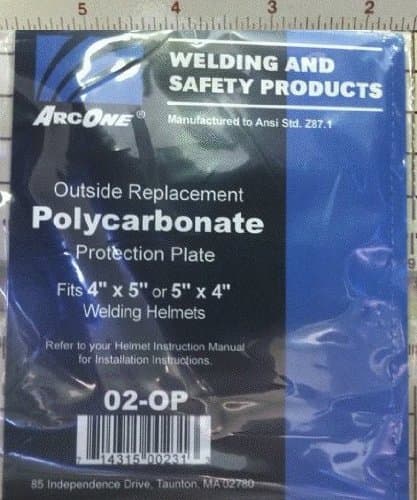 5 4 3 2
ARCONE®
WELDING AND
SAFETY PRODUCTS
Manufactured to Ansi Std. Z87.1
Outside Replacement
Polycarbonate
Protection Plate
Fits 4" x 5" or 5" x 4"
Welding Helmets
Refer to your Helmet Instruction Manual
for Installation Instructions.
02-OP
7 14315 00231 5
85 Independence Drive, Taunton, MA 02780